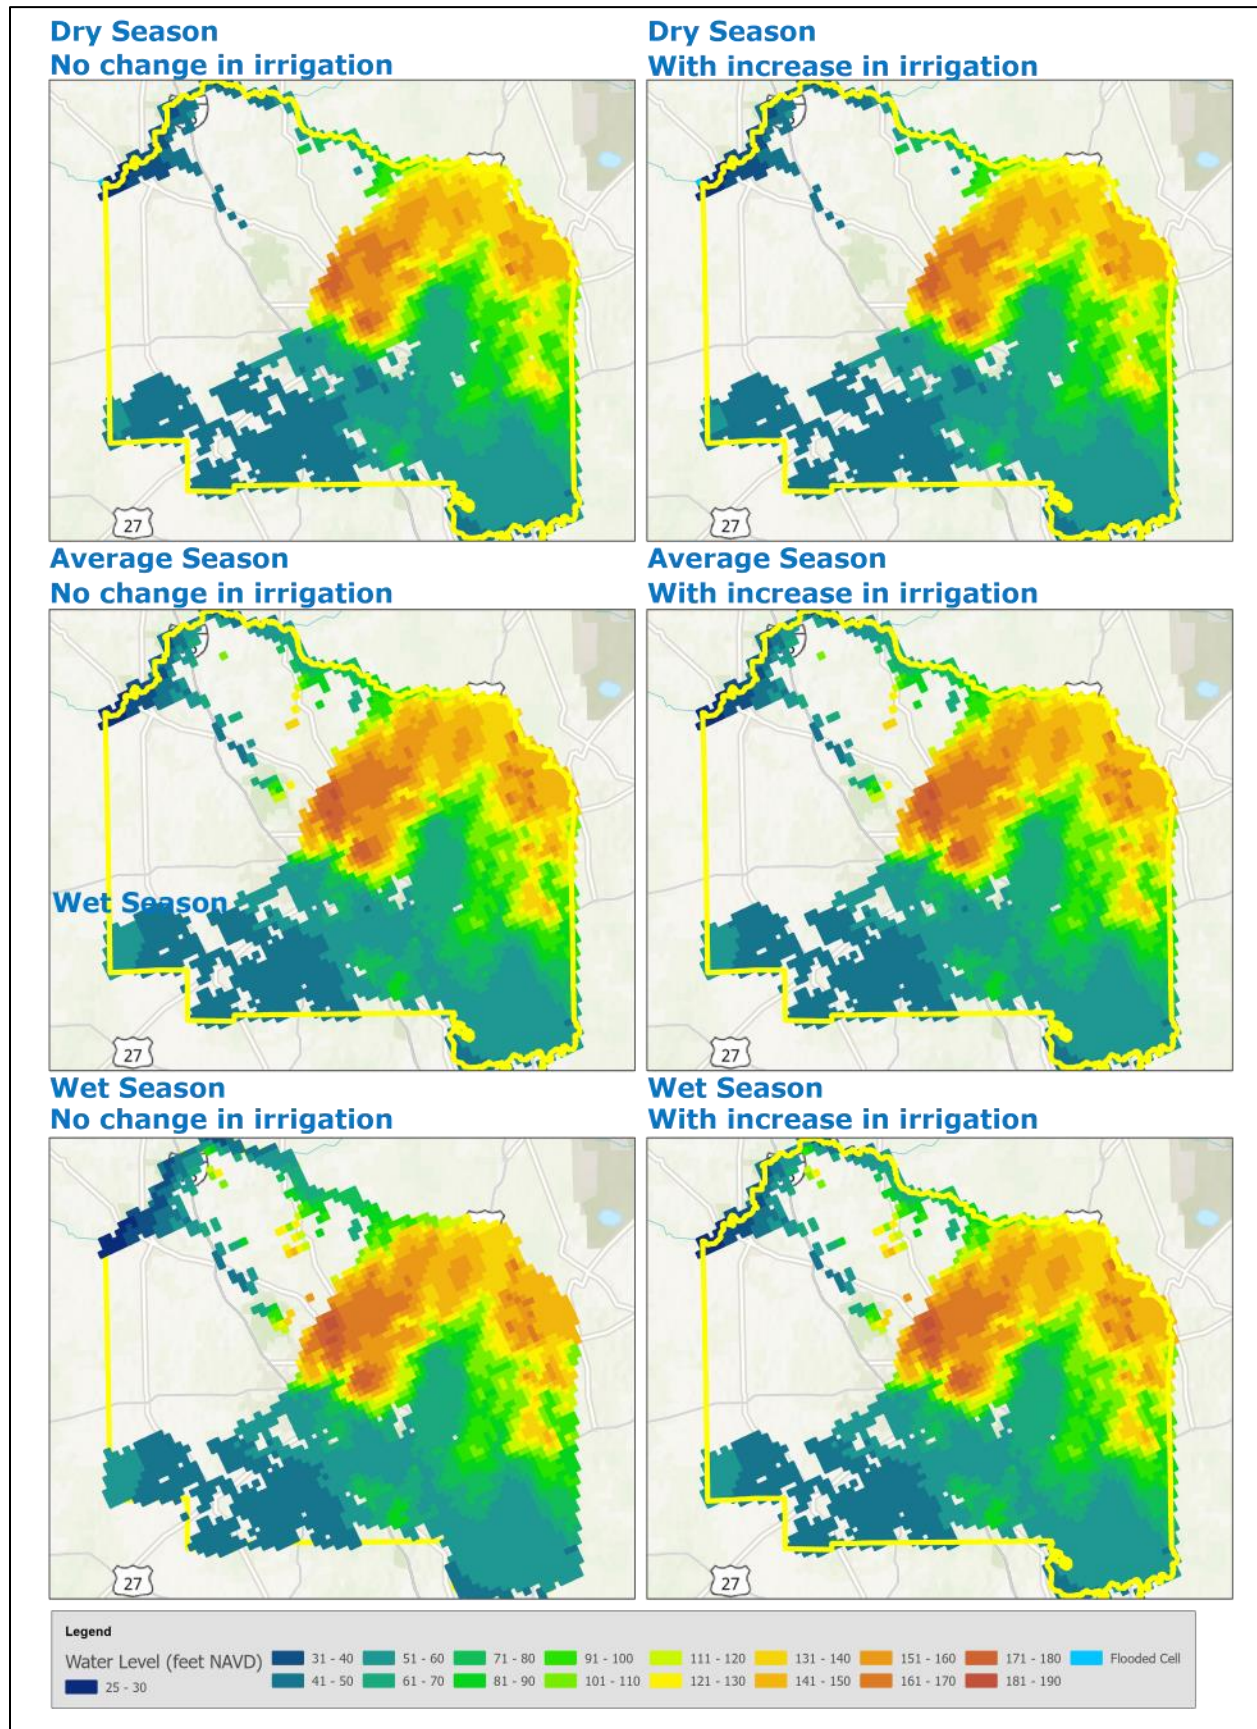 Dry Season
No change in irrigation
Dry Season
With increase in irrigation
27
27
Average Season
No change in irrigation
Average Season
With increase in irrigation
Wet Season
27
27
Wet Season
No change in irrigation
Wet Season
With increase in irrigation
27
27
Legend
Water Level (feet NAVD)
25 - 30
31 - 40
41 - 50
51 - 60
61 - 70
71 - 80
81 - 90
91 - 100
101 - 110
111 - 120
121 - 130
131 - 140
141 - 150
151 - 160
161 - 170
171 - 180
181 - 190
Flooded Cell